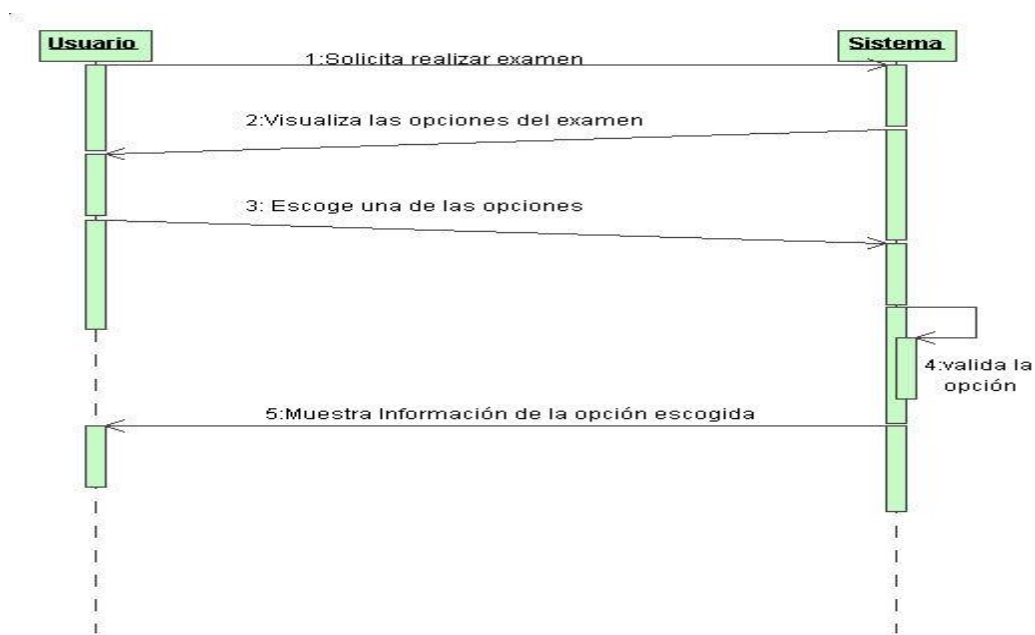 Usuario
Sistema
1:Solicita realizar examen
2:Visualiza las opciones del examen
3: Escoge una de las opciones
4:valida la
opción
5:Muestra Información de la opción escogida